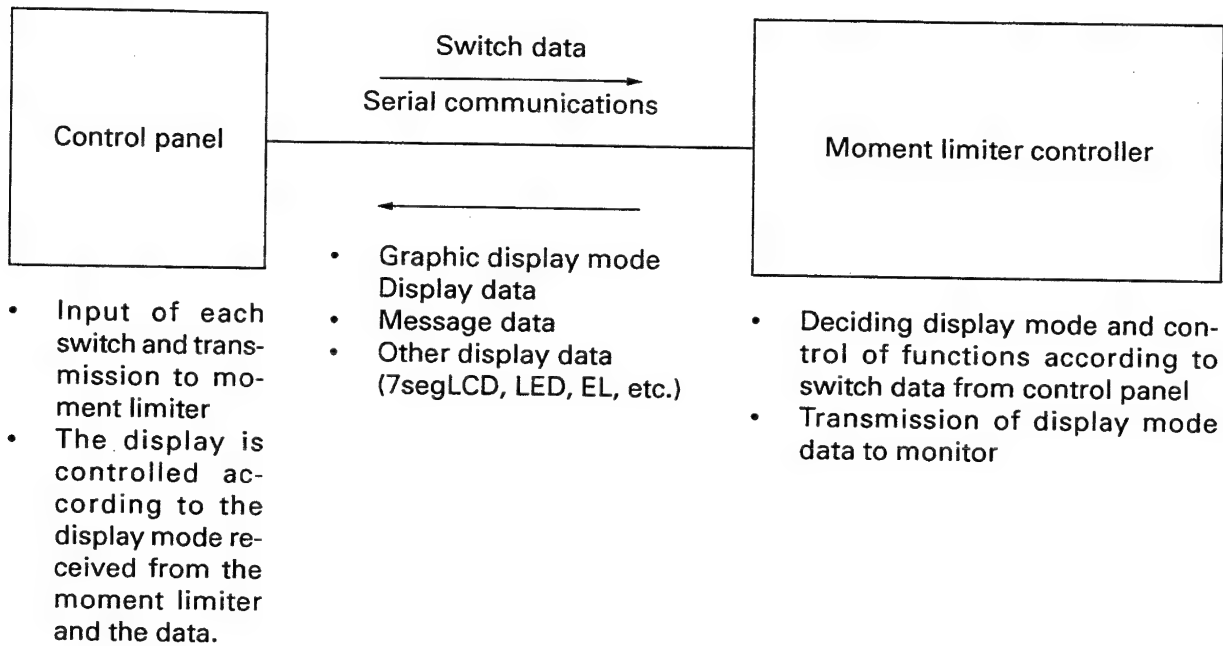 Switch data
Serial communications
Control panel
Moment limiter controller
• Graphic display mode
Display data
• Message data
• Other display data
(7segLCD, LED, EL, etc.)
• Input of each
switch and trans-
mission to mo-
ment limiter
• The display is
controlled ac-
cording to the
display mode re-
ceived from the
moment limiter
and the data.
• Deciding display mode and con-
trol of functions according to
switch data from control panel
• Transmission of display mode
data to monitor